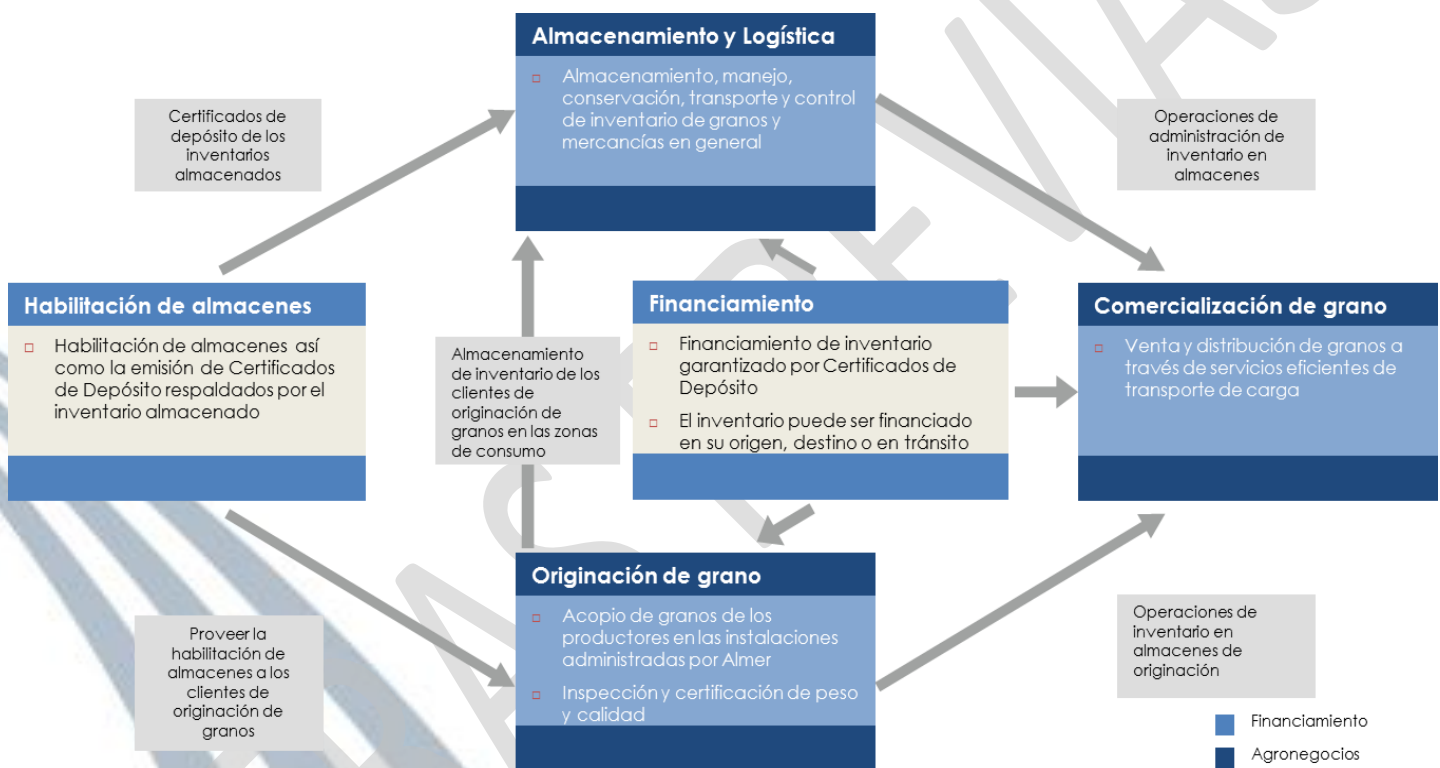 Almacenamiento y Logística
Almacenamiento, manejo,
conservación, transporte y control
de inventario de granos y
mercancías en general
Certificados de
depósito de los
inventarios
almacenados
Operaciones de
administración de
inventario en
almacenes
Habilitación de almacenes
Habilitación de almacenes así
como la emisión de Certificados
de Depósito respaldados por el
inventario almacenado
Almacenamiento
de inventario de los
clientes de
originación de
granos en las zonas
de consumo
Financiamiento
Financiamiento de inventario
garantizado por Certificados de
Depósito
El inventario puede ser financiado
en su origen, destino o en tránsito
Comercialización de grano
Venta y distribución de granos a
través de servicios eficientes de
transporte de carga
Originación de grano
Acopio de granos de los
productores en las instalaciones
administradas por Almer
Inspección y certificación de peso
y calidad
Proveer la
habilitación de
almacenes a los
clientes de
originación de
granos
Operaciones de
inventario en
almacenes de
originación
Financiamiento
Agronegocios